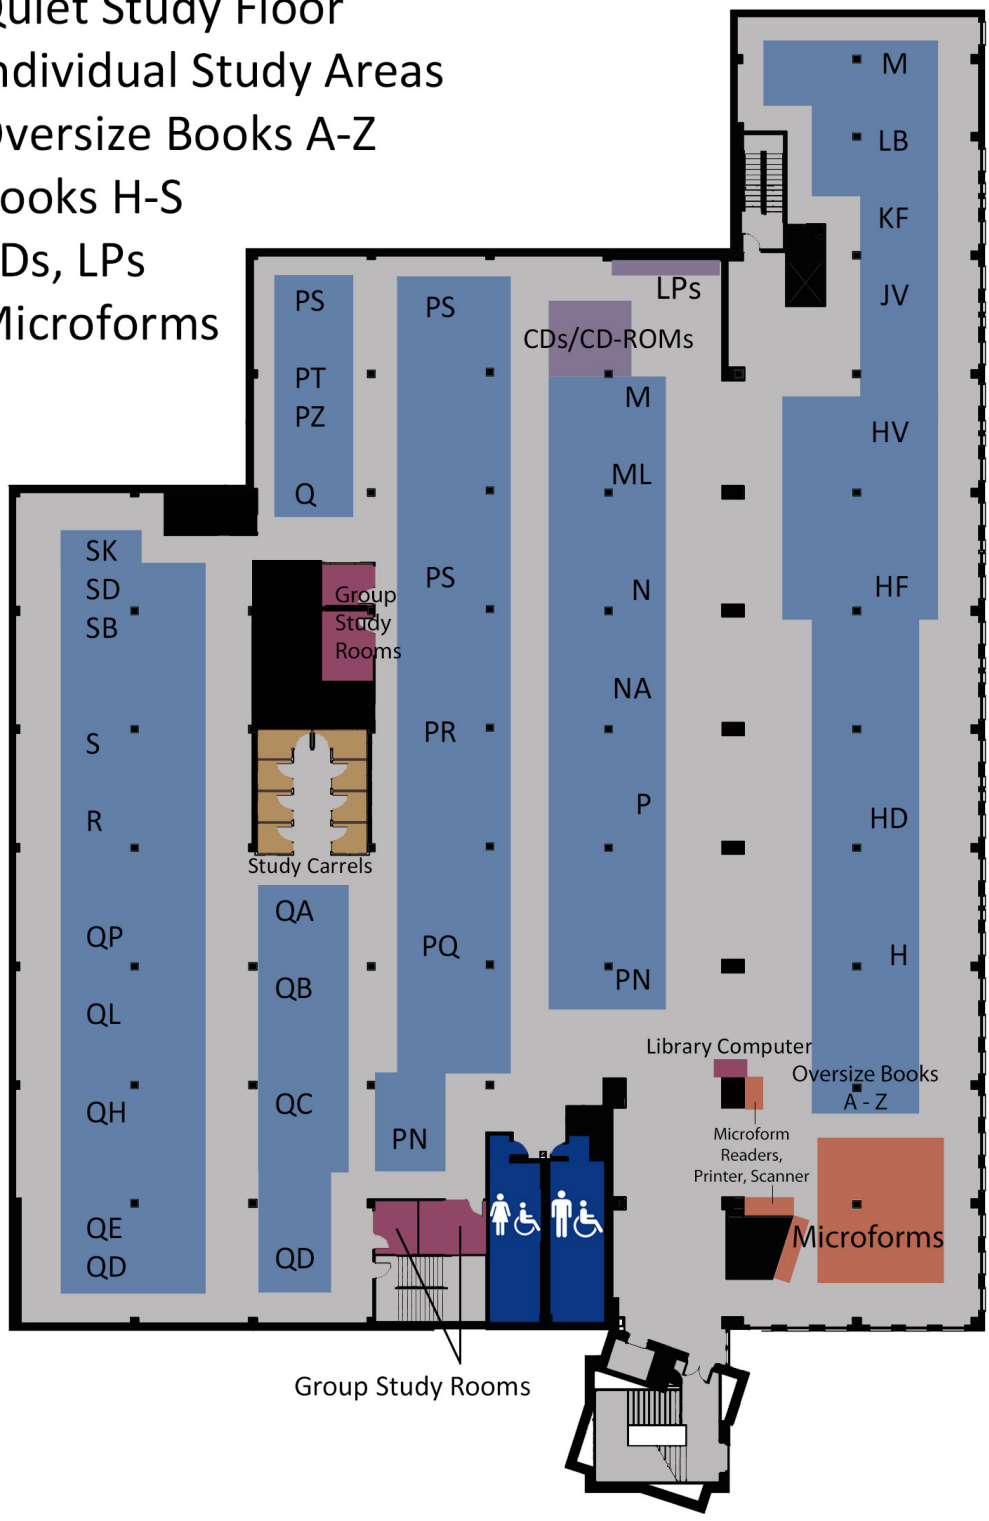 uiet Study Floor
ndividual Study Areas
versize Books A-Z
ooks H-S
Ds, LPs
icroforms
M
LB
KF
JV
HV
HF
HD
H
Oversize Books
A - Z
LPs
CDs/CD-ROMs
M
ML
N
NA
P
PN
PS
PS
PR
PQ
PN
PS
PT
PZ
Q
Group
Study
Rooms
Study Carrels
QA
QB
QC
QD
SK
SD
SB
S
R
QP
QL
QH
QE
QD
Library Computer
Microform
Readers,
Printer, Scanner
Microforms
Group Study Rooms